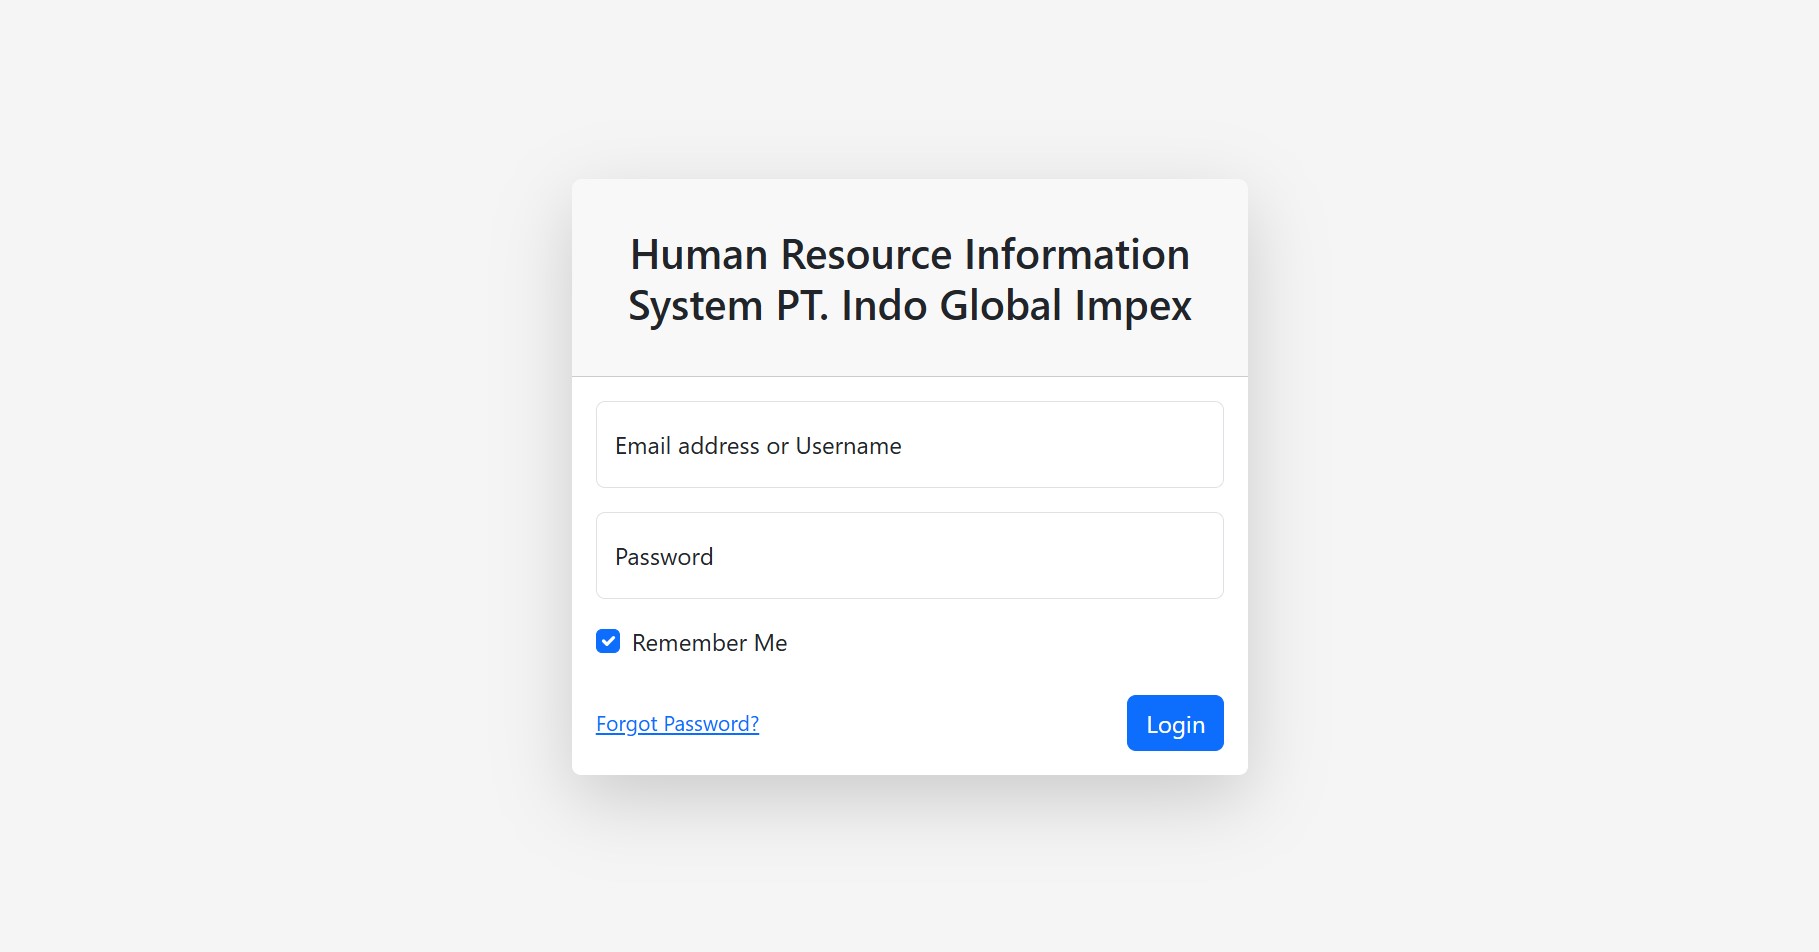 Human Resource Information
System PT. Indo Global Impex
Email address or Username
Password
Remember Me
Forgot Password?
Login